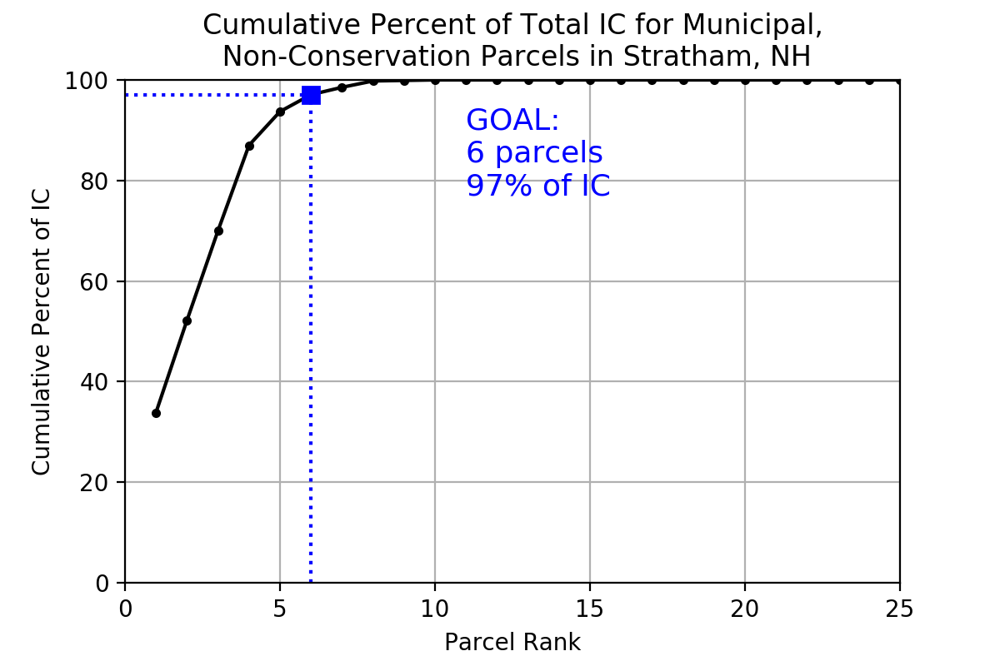 Cumulative Percent of Total IC for Municipal,
Non-Conservation Parcels in Stratham, NH
100
80
60
40
20
0
Cumulative Percent of IC
GOAL:
6 parcels
97% of IC
0 5 10 15 20 25
Parcel Rank